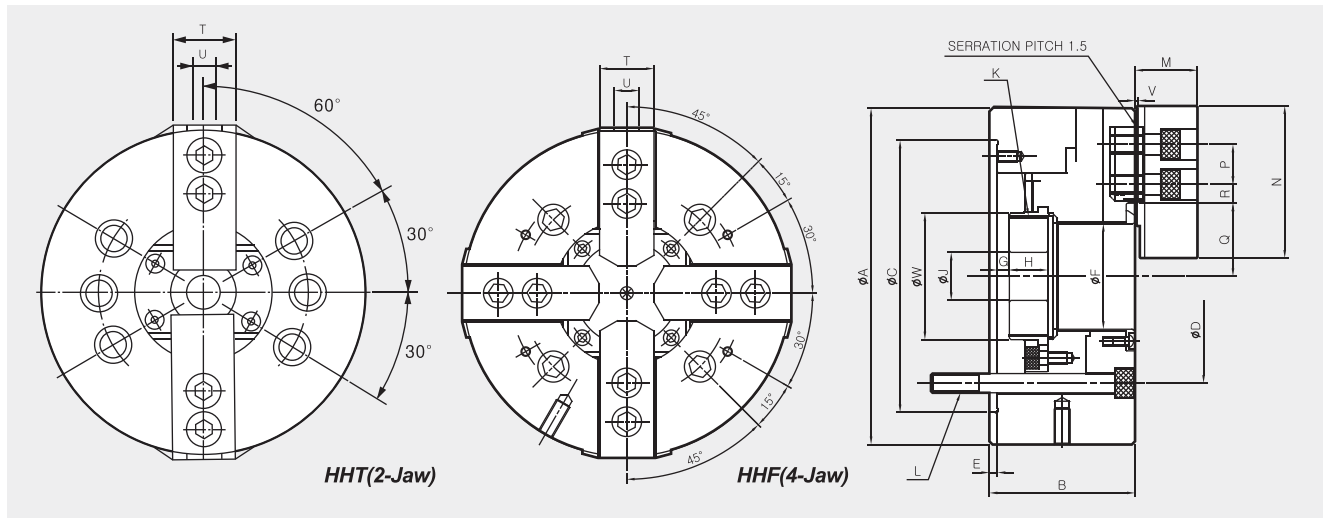 T
U
60°
30°
30°
HHT(2-Jaw)
T
U
45°
15°
30°
30°
15°
45°
HHF(4-Jaw)
SERRATION PITCH 1.5
K
M
V
P
R
N
Q
øA
øC
øW
G
H
øJ
øF
øD
E
L
B